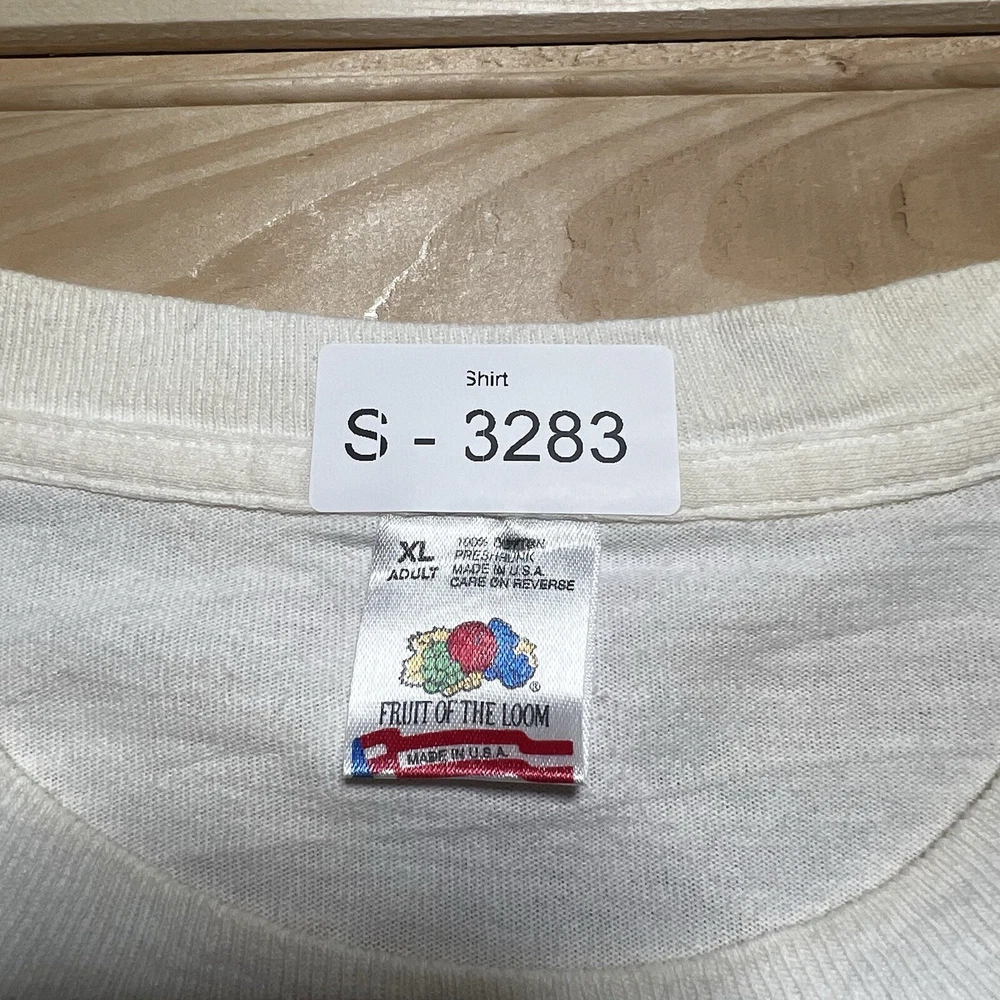 Shirt
S - 3283
XL
ADULT
100% COTTON
PRESHRUNK
MADE IN U.S.A.
CARE ON REVERSE
®
FRUIT OF THE LOOM
MADE IN U.S.A.